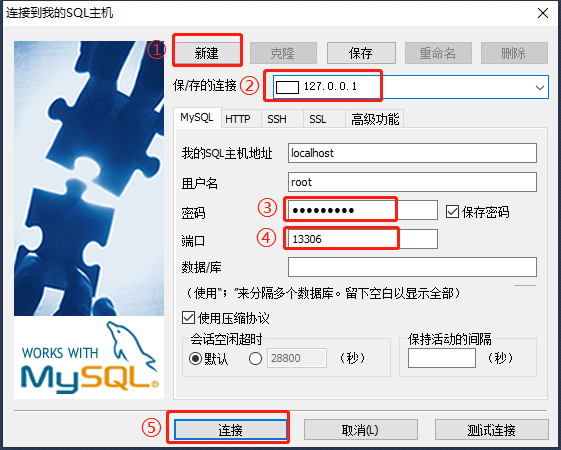 连接到我的SQL主机
① 新建 克隆 保存 重命名 删除
保/存的连接 ② 127.0.0.1
MySQL HTTP SSH SSL 高级功能
我的SQL主机地址 localhost
用户名 root
密码 ③ ●●●●●●●●● 保存密码
端口 ④ 13306
数据/库
（使用“；”来分隔多个数据库。留下空白以显示全部）
使用压缩协议
会话空闲超时 保持活动的间隔
默认 28800 （秒） （秒）
WORKS WITH
MySQL®
⑤ 连接 取消(L) 测试连接